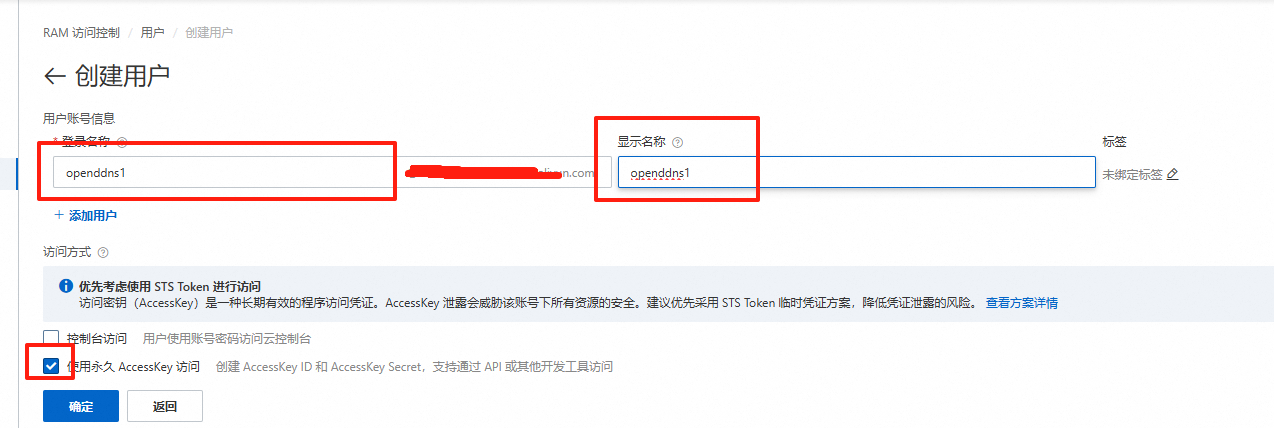 RAM 访问控制 / 用户 / 创建用户
← 创建用户
用户账号信息
* 登录名称
显示名称
标签
openddns1
.com
openddns1
未绑定标签
+ 添加用户
访问方式
优先考虑使用 STS Token 进行访问
访问密钥（AccessKey）是一种长期有效的程序访问凭证。AccessKey 泄露会威胁该账号下所有资源的安全。建议优先采用 STS Token 临时凭证方案，降低凭证泄露的风险。 查看方案详情
控制台访问 用户使用账号密码访问云控制台
使用永久 AccessKey 访问 创建 AccessKey ID 和 AccessKey Secret，支持通过 API 或其他开发工具访问
确定 返回